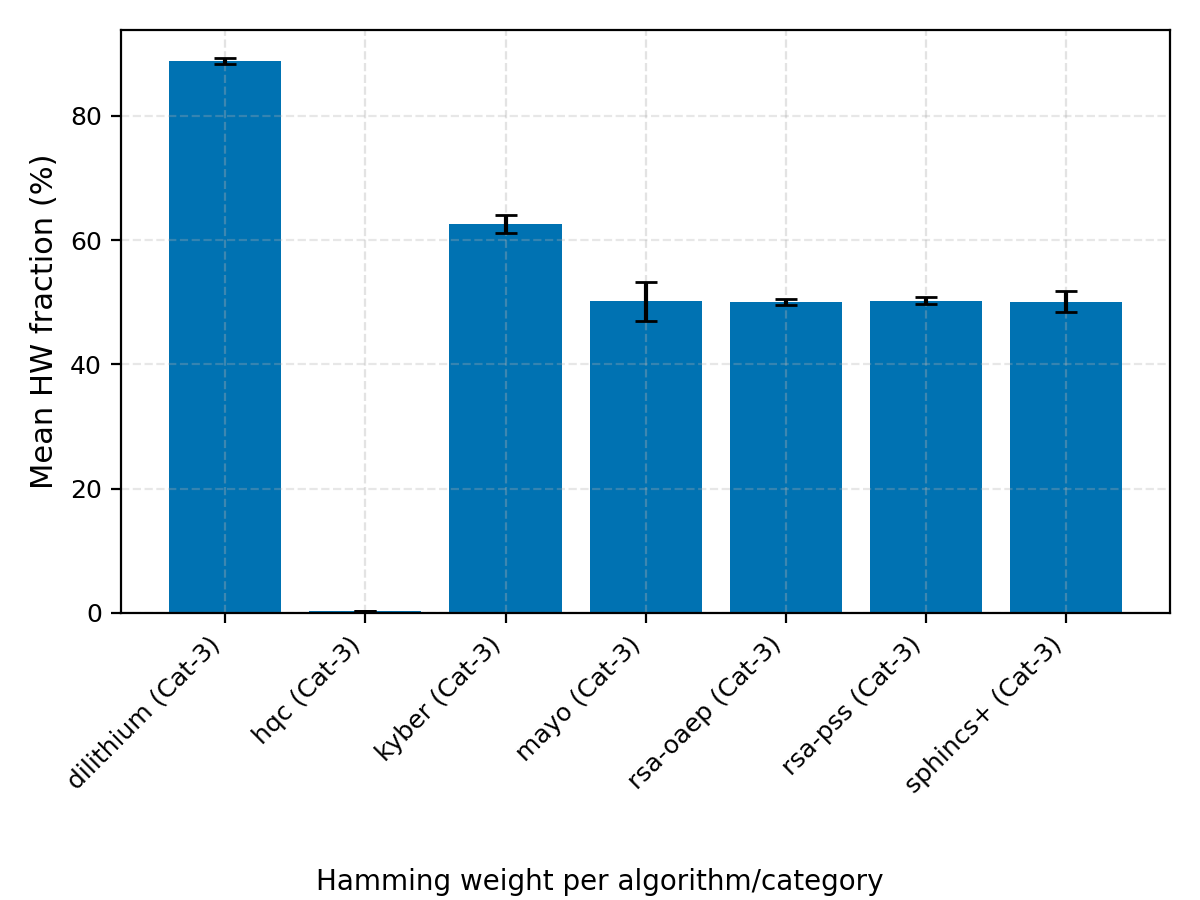 Mean HW fraction (%)
80
60
40
20
0
dilithium (Cat-3)
hqc (Cat-3)
kyber (Cat-3)
mayo (Cat-3)
rsa-oaep (Cat-3)
rsa-pss (Cat-3)
sphincs+ (Cat-3)
Hamming weight per algorithm/category